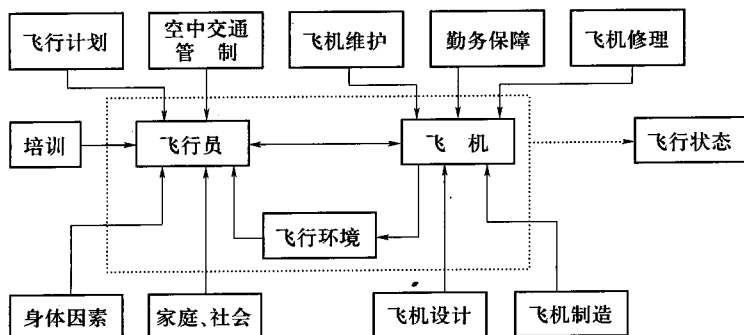 飞行计划
空中交通
管 制
飞机维护
勤务保障
飞机修理
培训
飞行员
飞 机
飞行状态
飞行环境
身体因素
家庭、社会
飞机设计
飞机制造